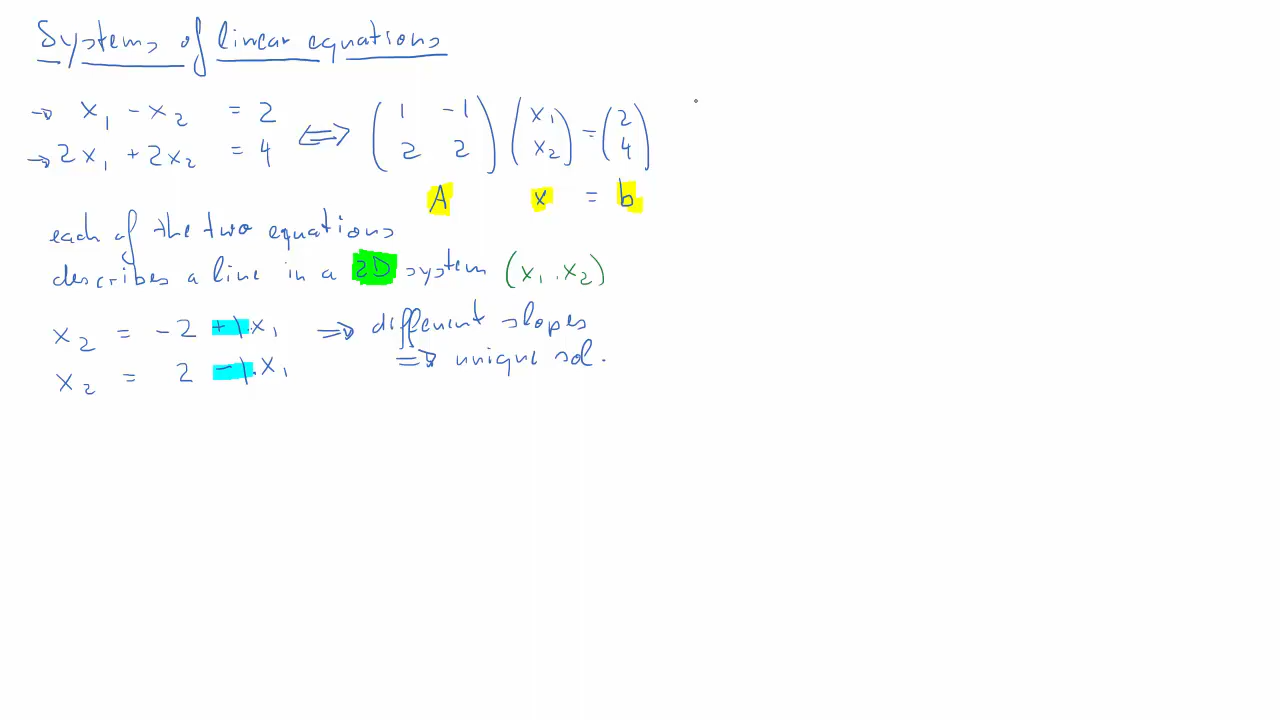 Systems of linear equations
→ x₁ - x₂ = 2 ⟺ ( 1 -1 ; 2 2 ) ( x₁ ; x₂ ) = ( 2 ; 4 )
→ 2x₁ + 2x₂ = 4
A x = b
each of the two equations
describes a line in a 2D system (x₁, x₂)
x₂ = -2 +1·x₁ ⇒ different slopes
x₂ = 2 -1·x₁ ⇒ unique sol.